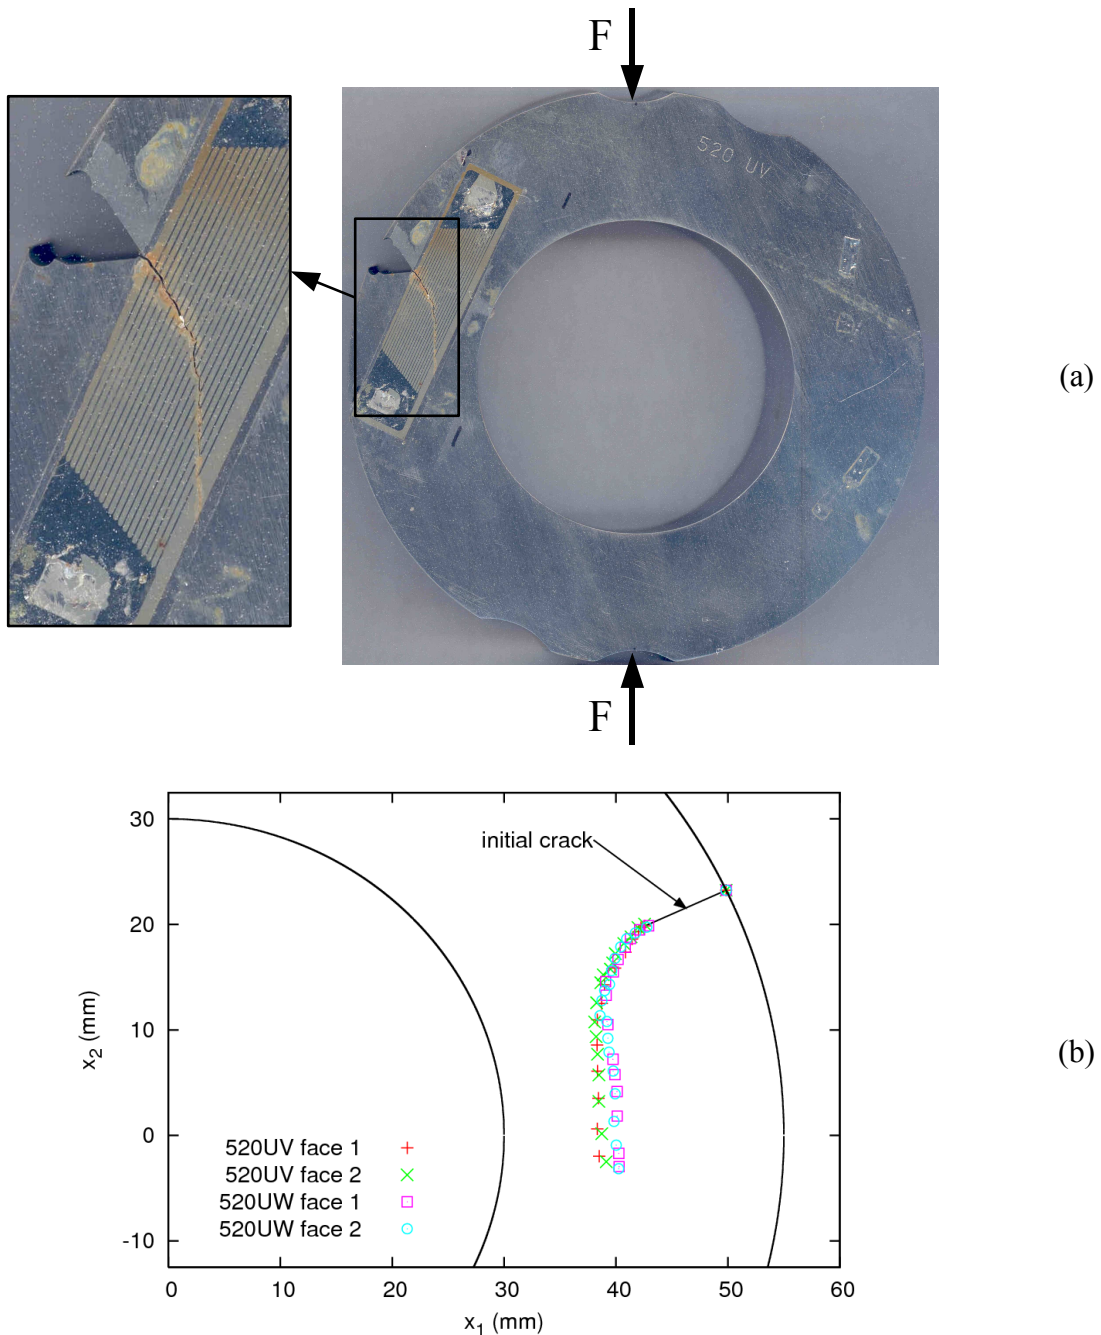 F
520 UV
(a)
F
30
20
10
0
-10
x2 (mm)
initial crack
520UV face 1
520UV face 2
520UW face 1
520UW face 2
(b)
0 10 20 30 40 50 60
x1 (mm)